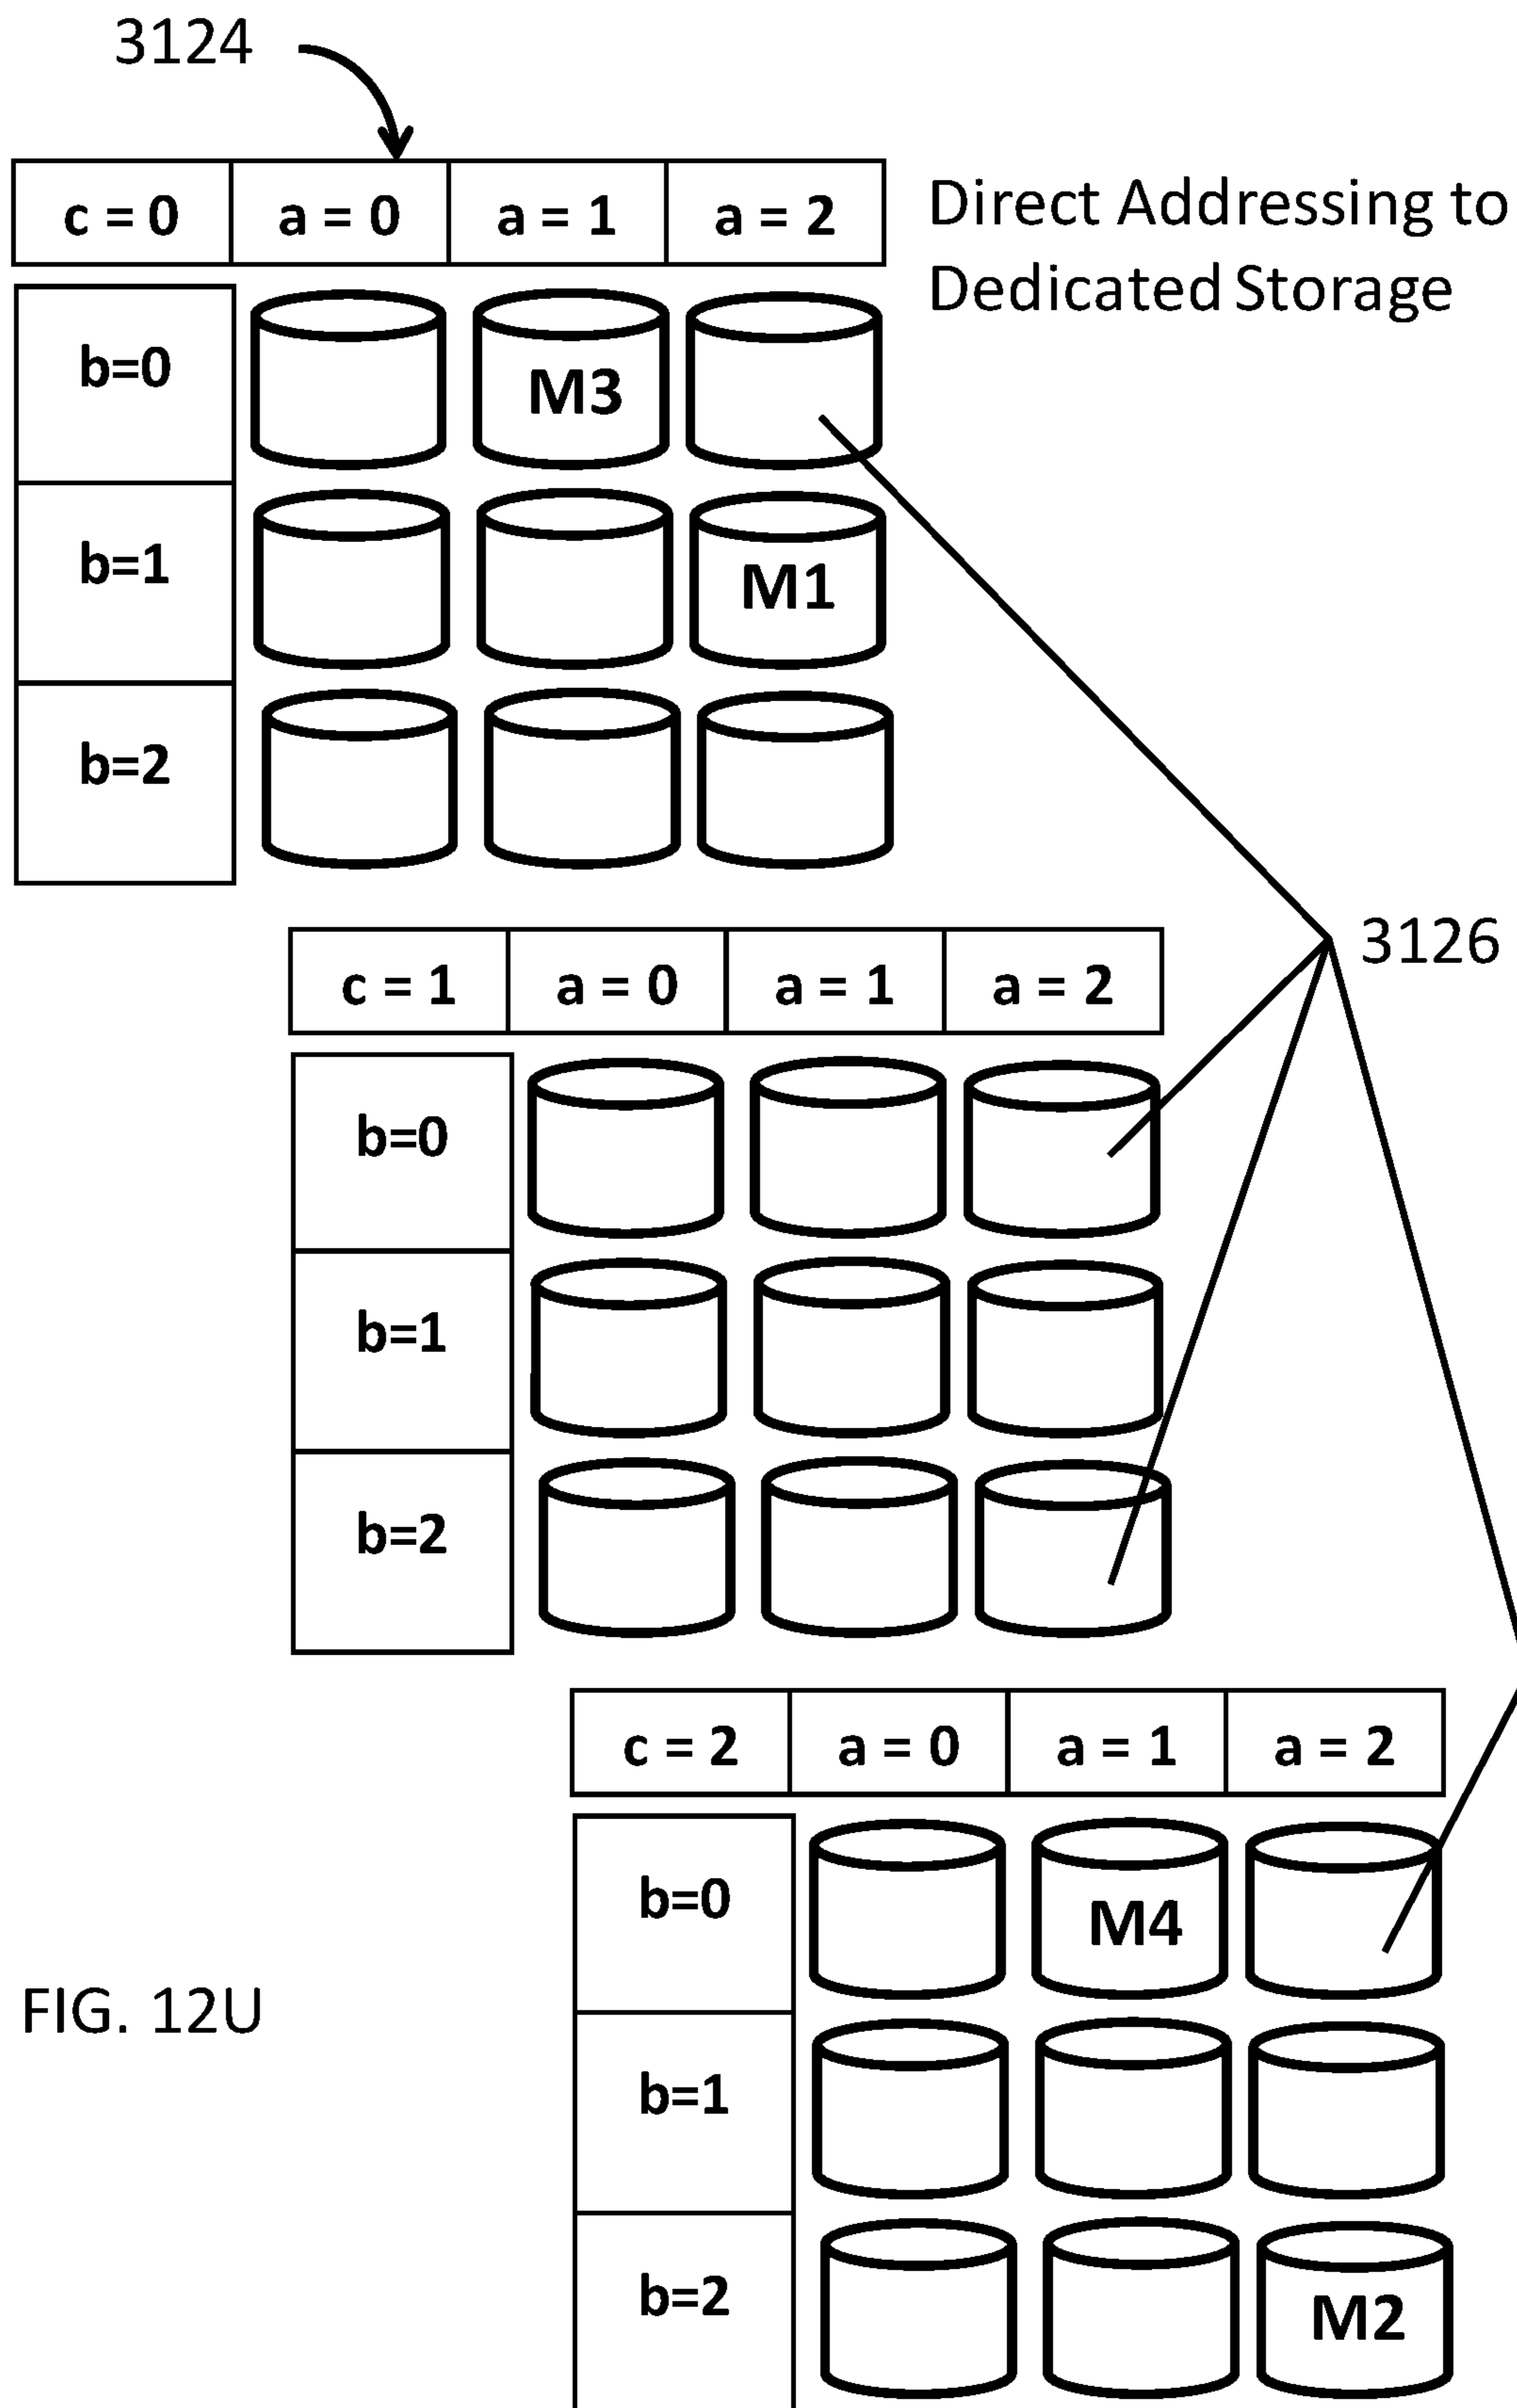 3124
c = 0 a = 0 a = 1 a = 2
Direct Addressing to
Dedicated Storage
b=0 M3
b=1 M1
b=2
3126
c = 1 a = 0 a = 1 a = 2
b=0
b=1
b=2
c = 2 a = 0 a = 1 a = 2
b=0 M4
FIG. 12U
b=1
b=2 M2